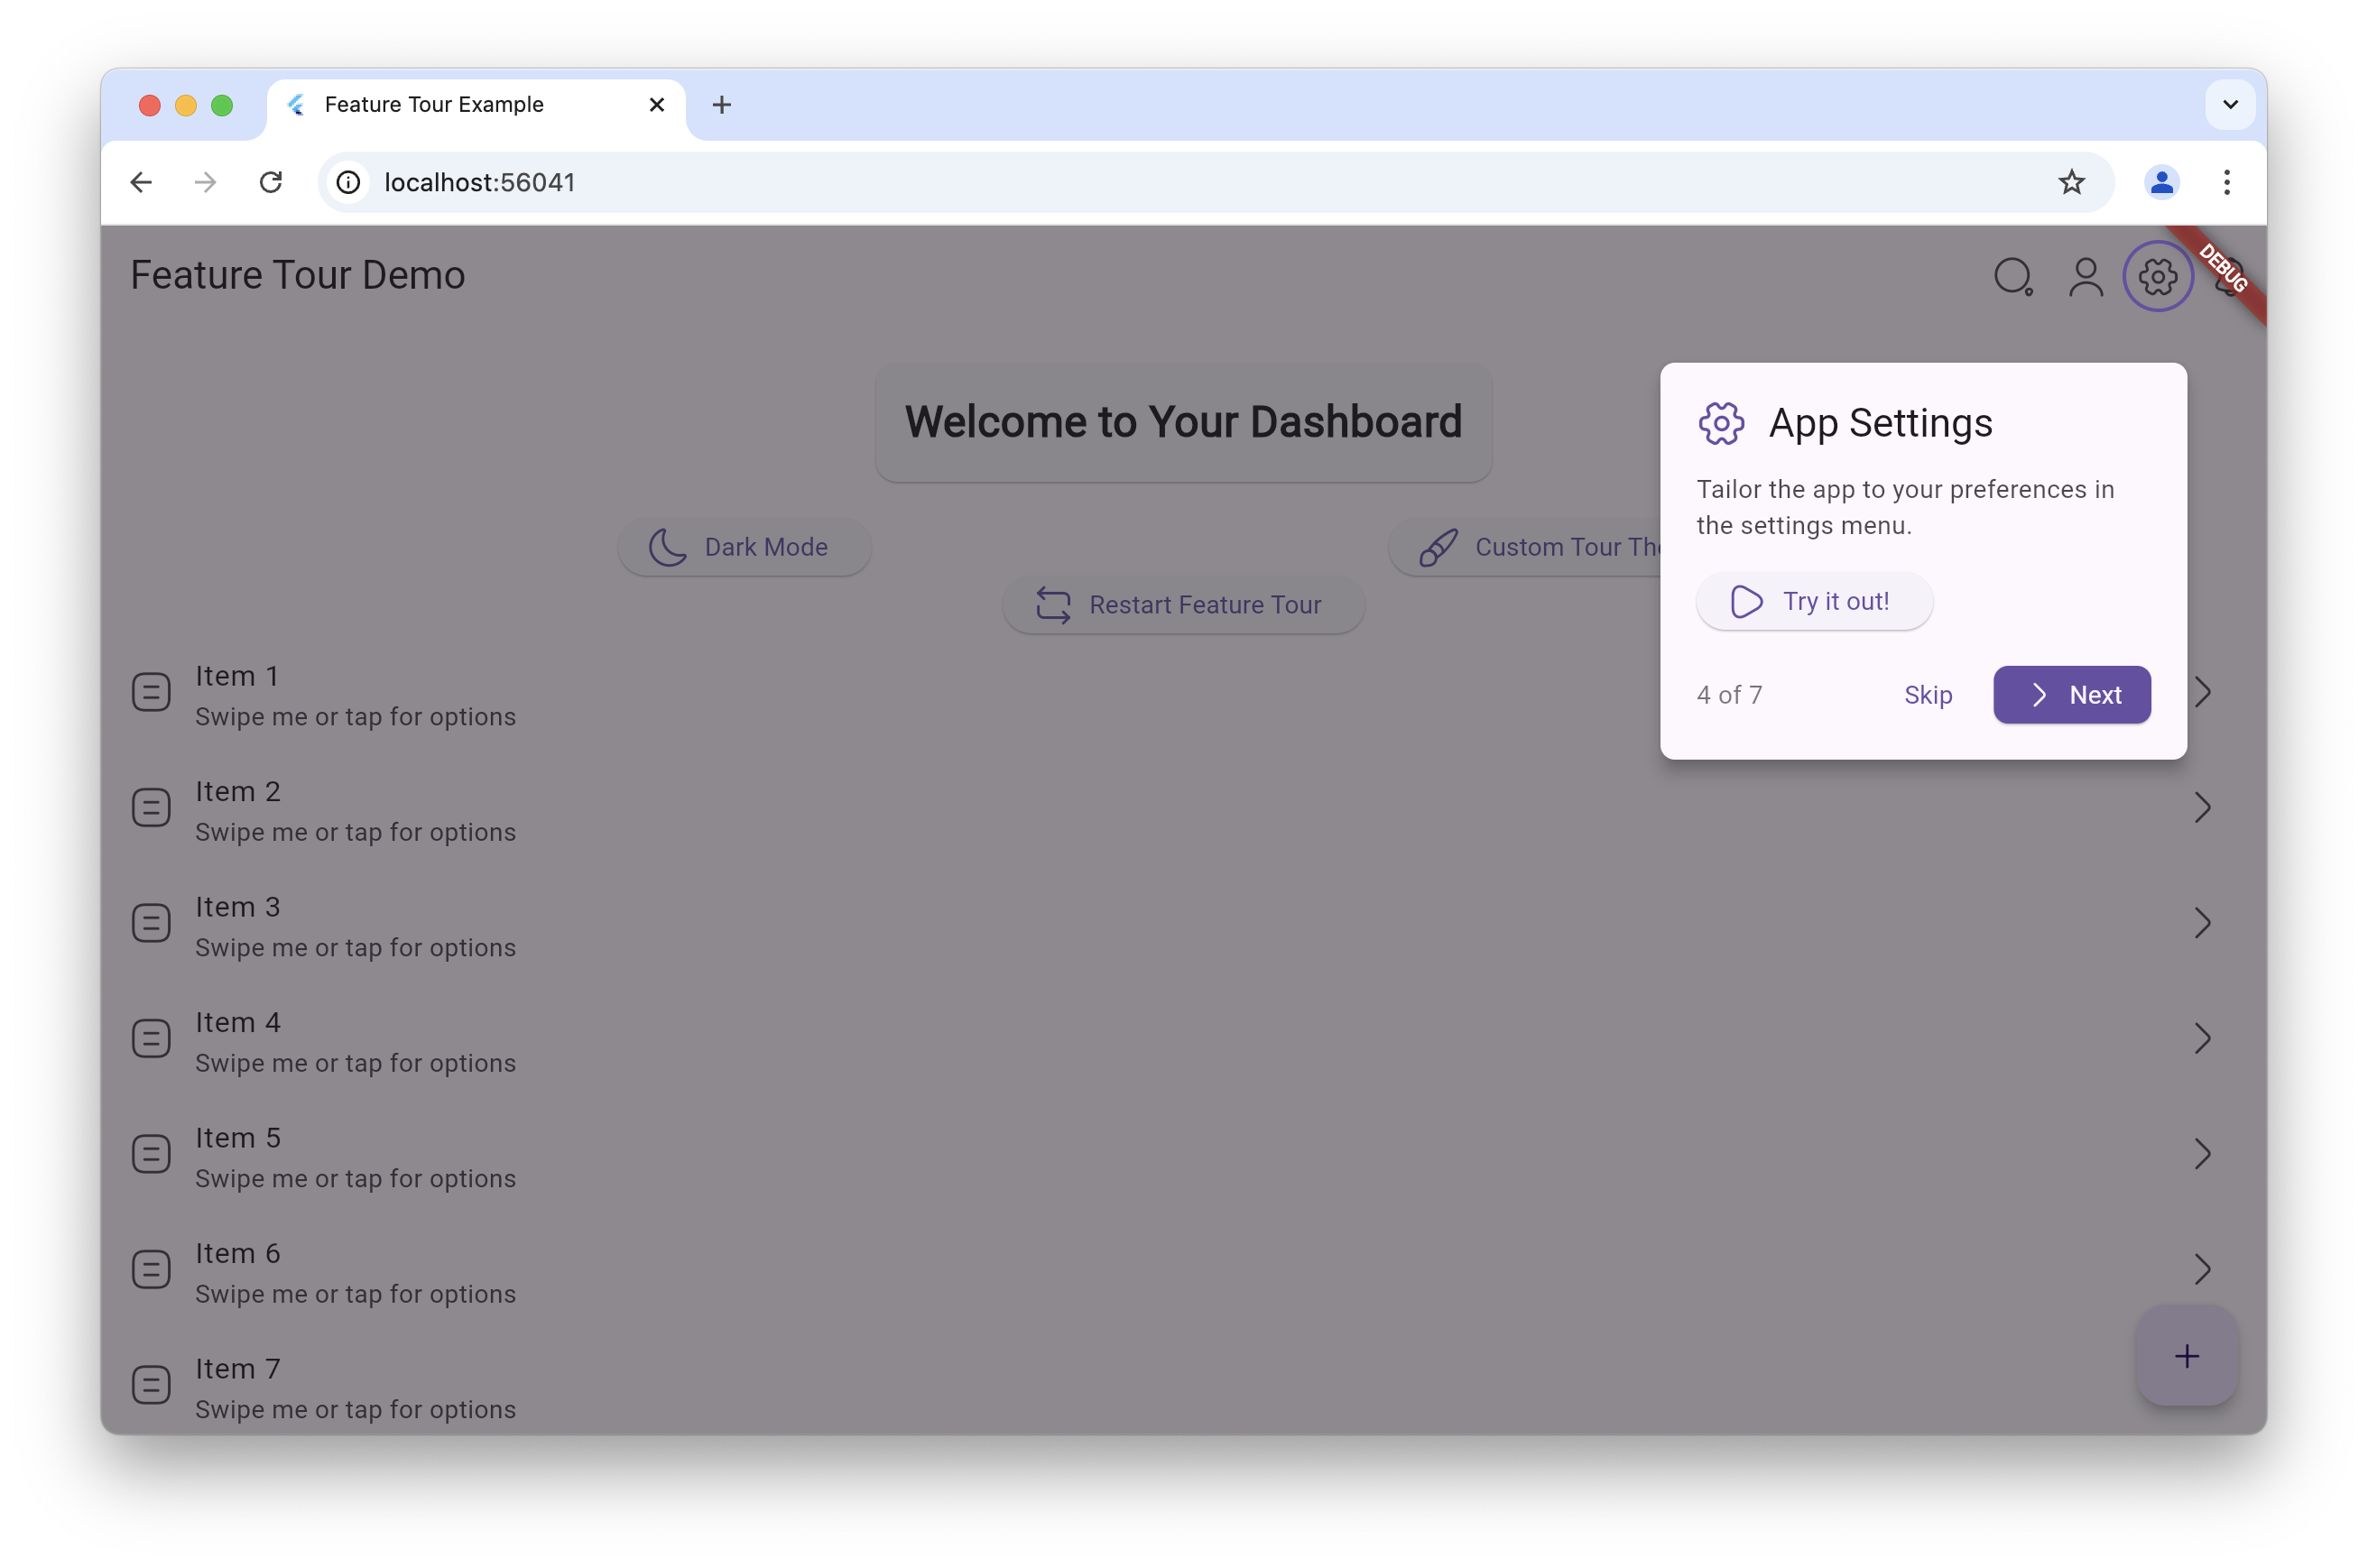 Feature Tour Example
localhost:56041
Feature Tour Demo
DEBUG
Welcome to Your Dashboard
App Settings
Tailor the app to your preferences in
the settings menu.
Dark Mode
Custom Tour
Try it out!
Restart Feature Tour
4 of 7
Skip
Next
Item 1
Swipe me or tap for options
Item 2
Swipe me or tap for options
Item 3
Swipe me or tap for options
Item 4
Swipe me or tap for options
Item 5
Swipe me or tap for options
Item 6
Swipe me or tap for options
Item 7
Swipe me or tap for options